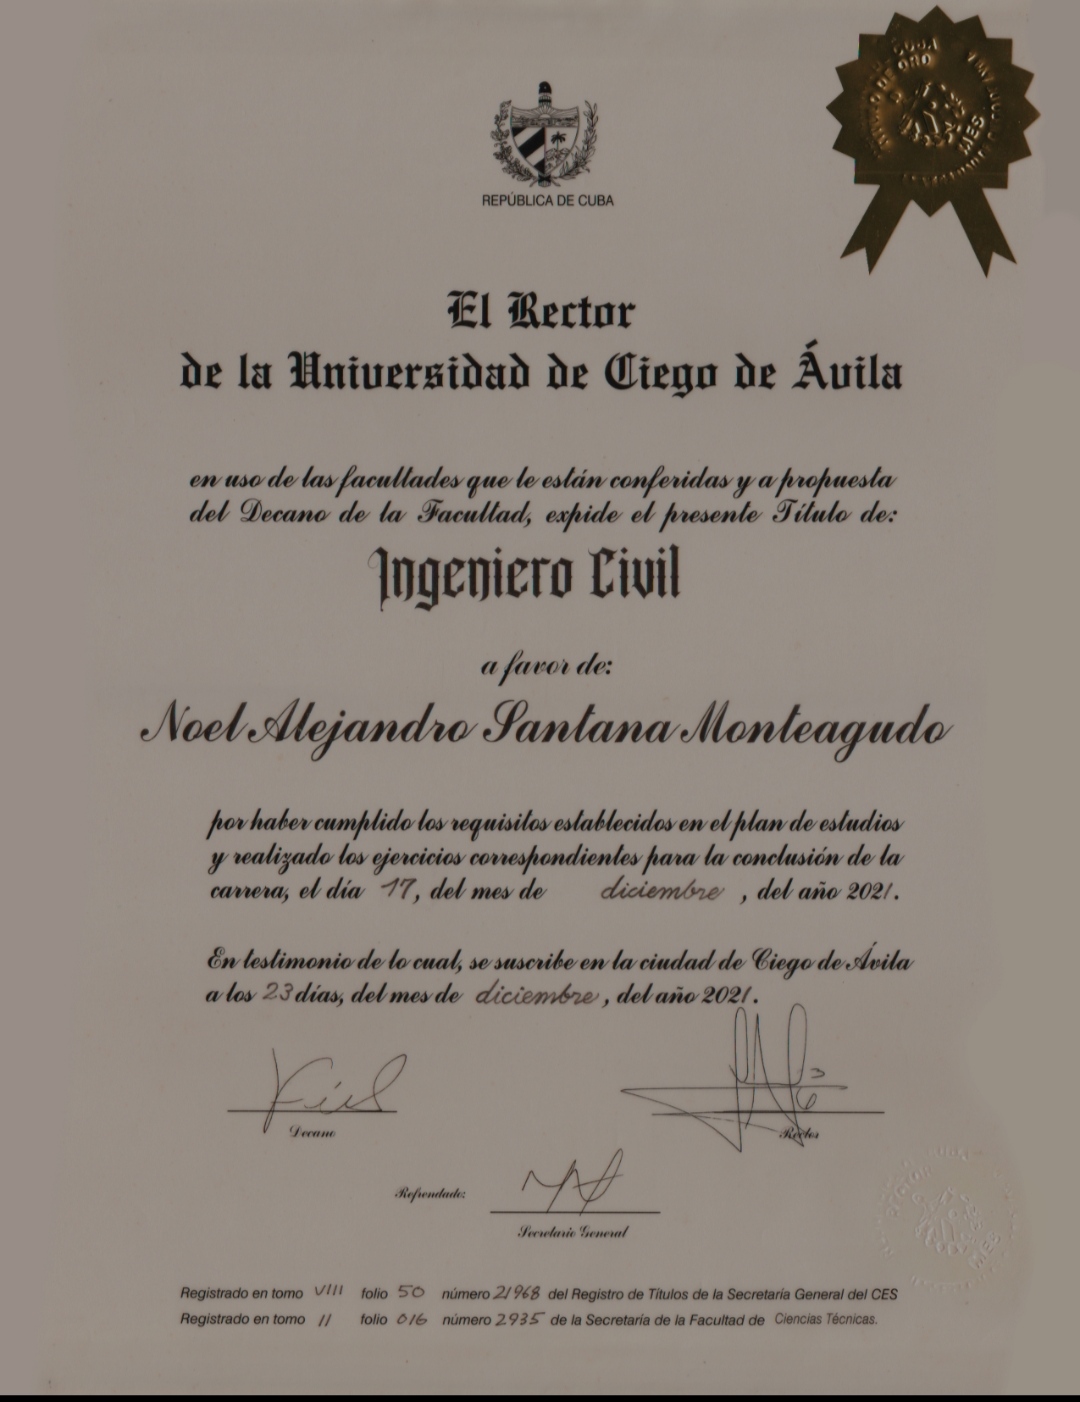 TÍTULO DE ORO
MES
REPÚBLICA DE CUBA
El Rector
de la Universidad de Ciego de Ávila
en uso de las facultades que le están conferidas y a propuesta
del Decano de la Facultad, expide el presente Título de:
Ingeniero Civil
a favor de:
Noel Alejandro Santana Monteagudo
por haber cumplido los requisitos establecidos en el plan de estudios
y realizado los ejercicios correspondientes para la conclusión de la
carrera, el día 17, del mes de diciembre, del año 2021.
En testimonio de lo cual, se suscribe en la ciudad de Ciego de Ávila
a los 23 días, del mes de diciembre, del año 2021.
Decano
Rector
Refrendado:
Secretario General
RECTOR
MES
Registrado en tomo VIII folio 50 número 21968 del Registro de Títulos de la Secretaría General del CES
Registrado en tomo II folio 016 número 2935 de la Secretaría de la Facultad de Ciencias Técnicas.